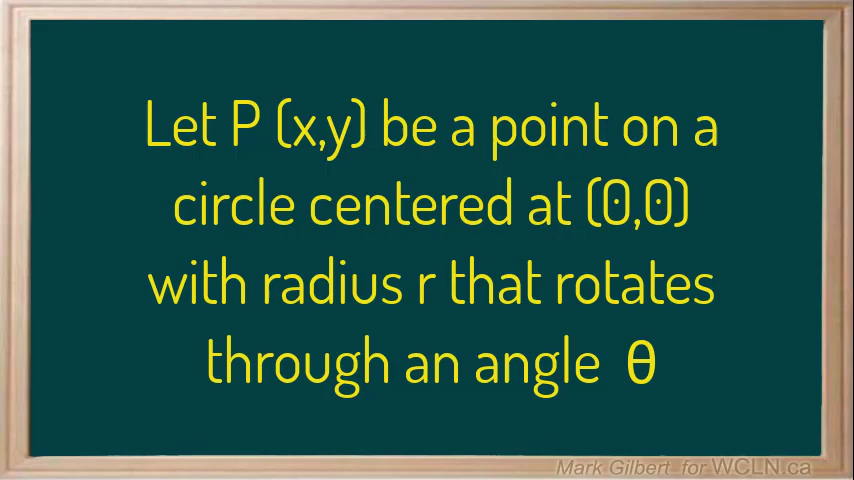 Let P (x,y) be a point on a
circle centered at (0,0)
with radius r that rotates
through an angle θ
Mark Gilbert for WCLN.ca